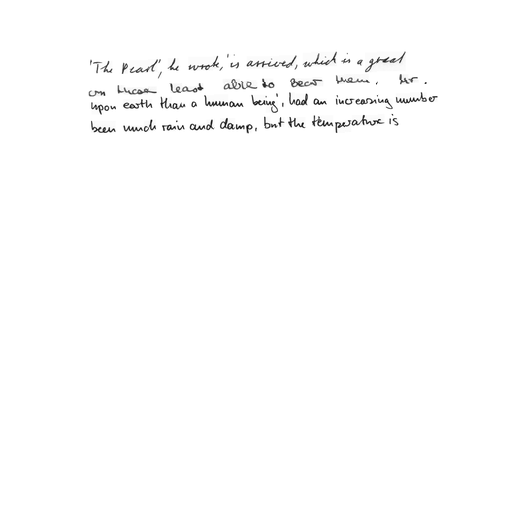 'The Pearl', he wrote, 'is arrived, which is a great
on those least able to bear them. Mr.
upon earth than a human being', had an increasing number
been much rain and damp, but the temperature is